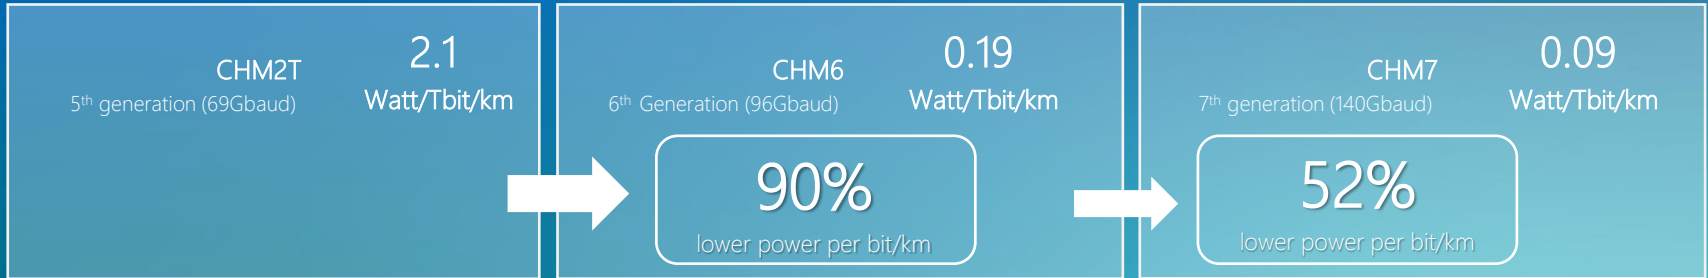 CHM2T
5th generation (69Gbaud)
2.1
Watt/Tbit/km
CHM6
6th Generation (96Gbaud)
0.19
Watt/Tbit/km
90%
lower power per bit/km
CHM7
7th generation (140Gbaud)
0.09
Watt/Tbit/km
52%
lower power per bit/km